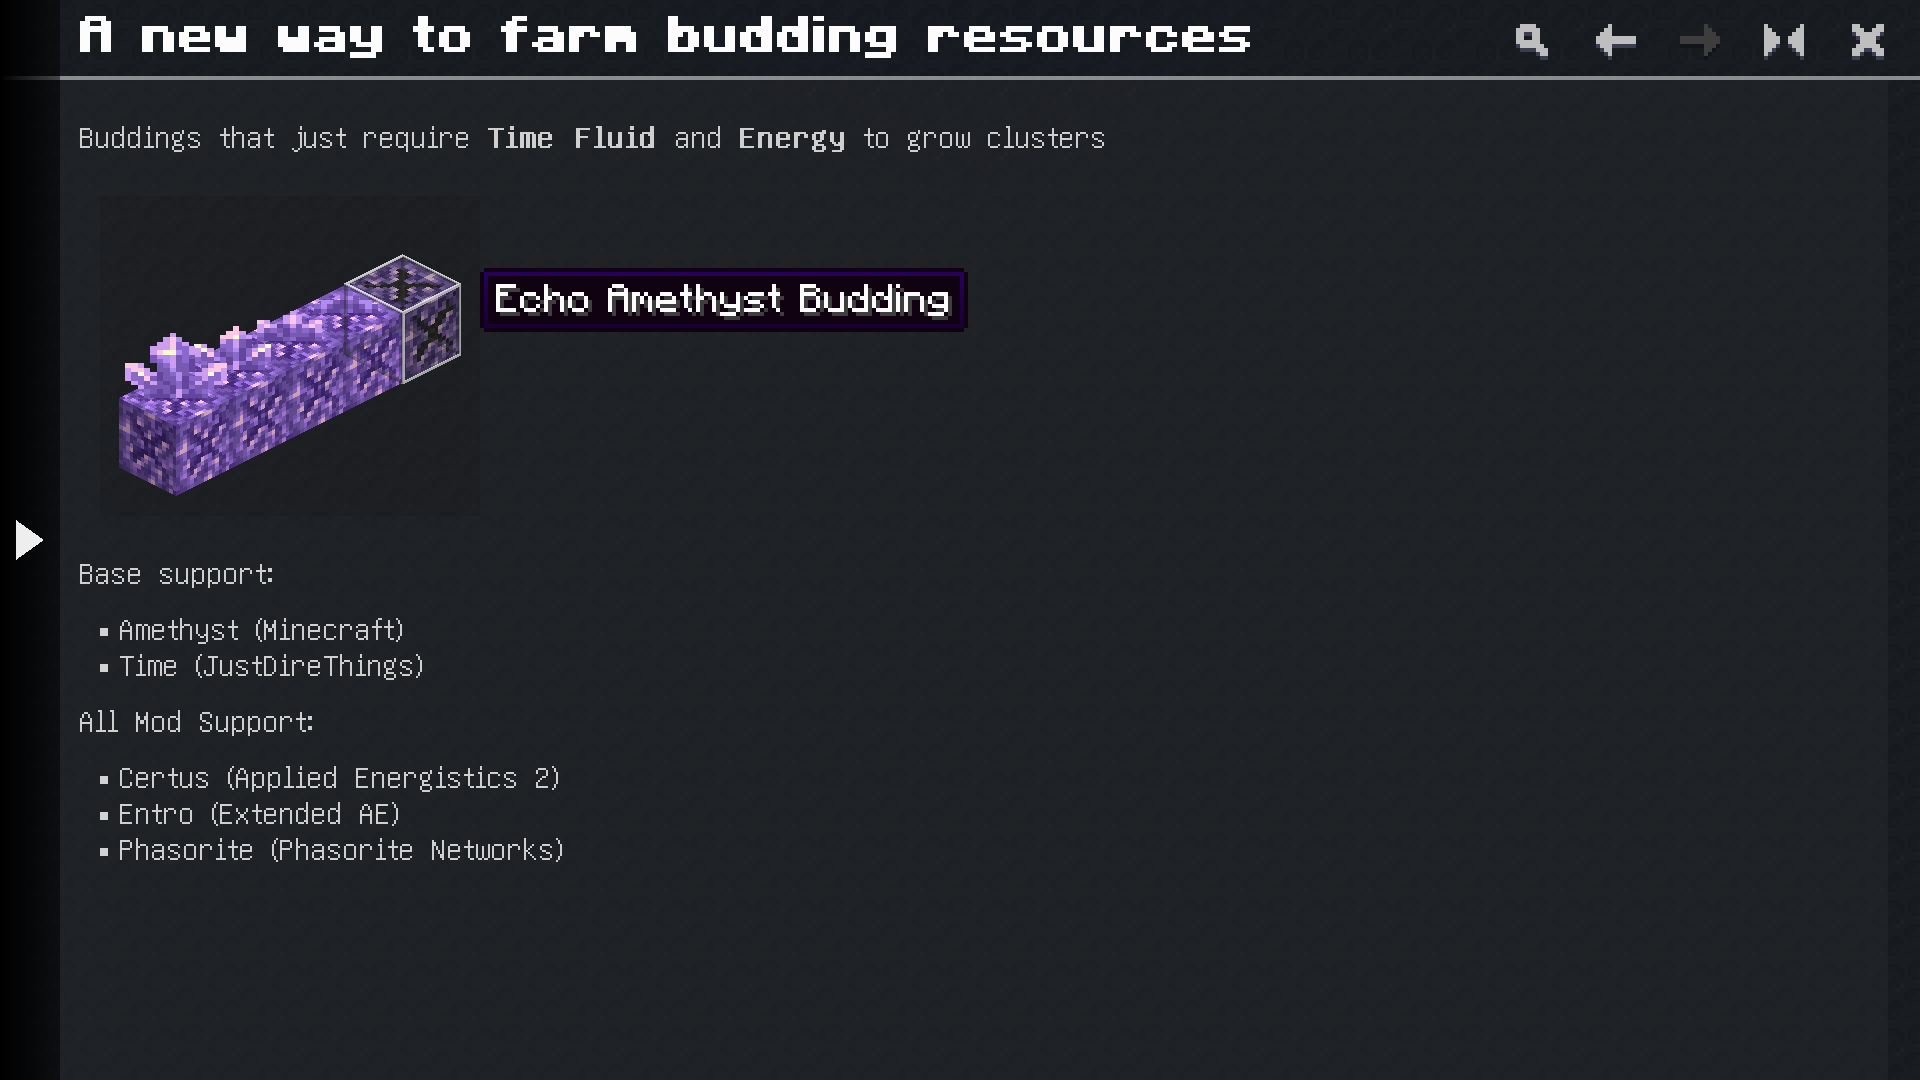 A new way to farm budding resources
Buddings that just require Time Fluid and Energy to grow clusters
Echo Amethyst Budding
Base support:
▪ Amethyst (Minecraft)
▪ Time (JustDireThings)
All Mod Support:
▪ Certus (Applied Energistics 2)
▪ Entro (Extended AE)
▪ Phasorite (Phasorite Networks)